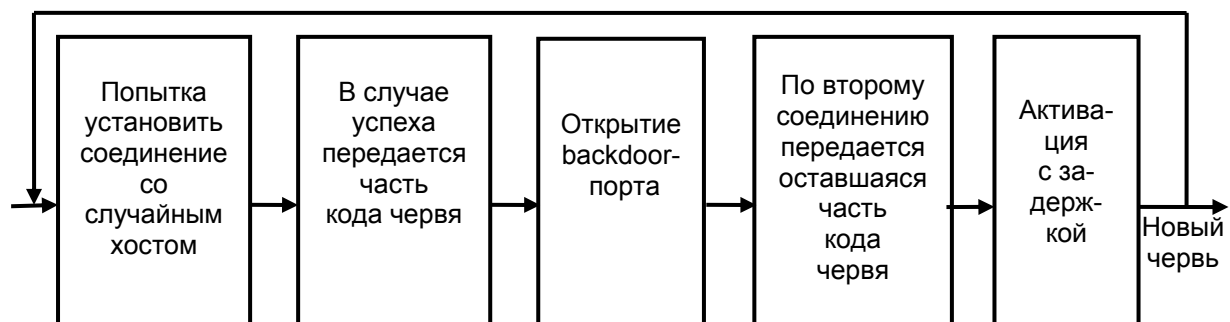 Попытка
установить
соединение
со
случайным
хостом
В случае
успеха
передается
часть
кода червя
Открытие
backdoor-
порта
По второму
соединению
передается
оставшаяся
часть
кода
червя
Актива-
ция
с за-
держ-
кой
Новый
червь